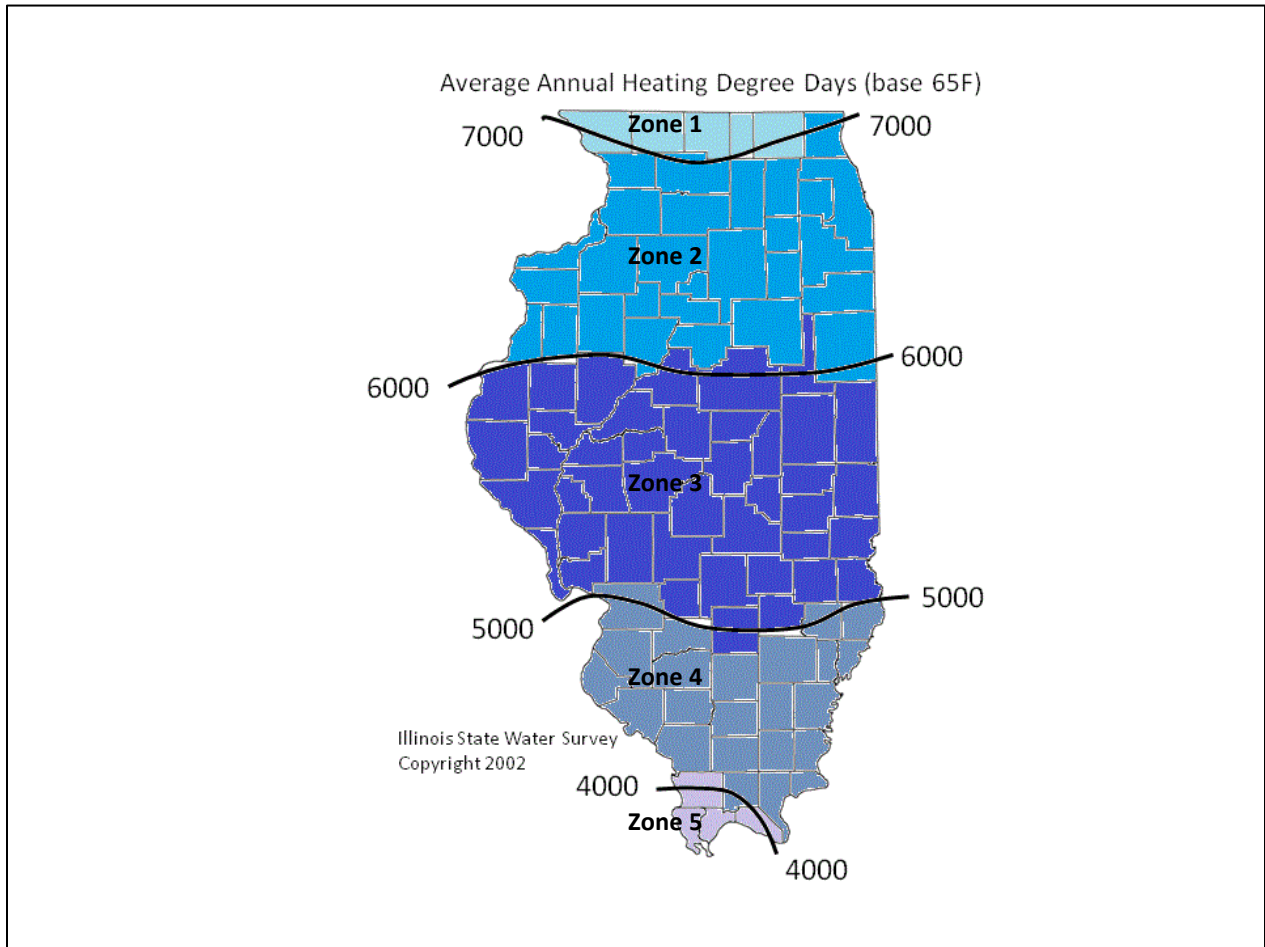 Average Annual Heating Degree Days (base 65F)
7000
Zone 1
7000
Zone 2
6000
6000
Zone 3
5000
5000
Zone 4
Illinois State Water Survey
Copyright 2002
4000
Zone 5
4000